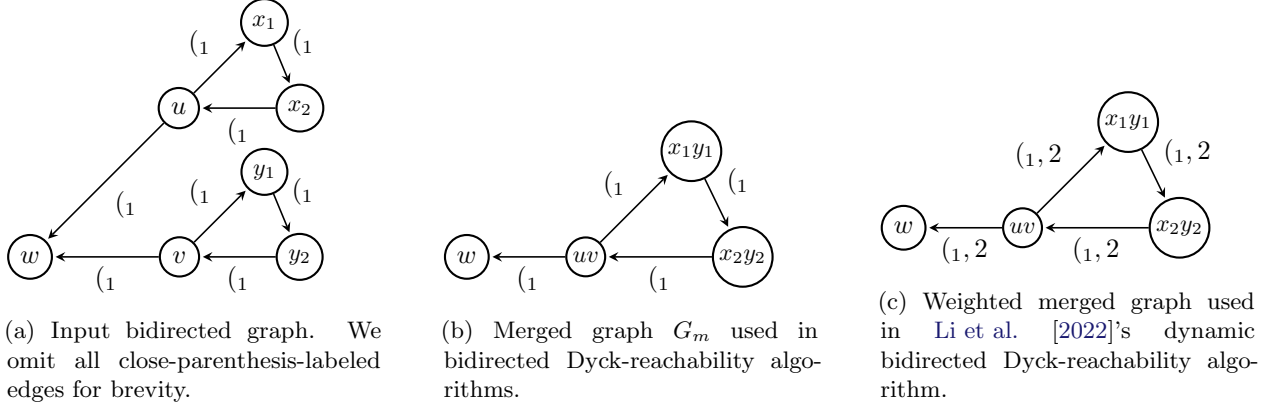 x1
(1
(1
u
x2
(1
y1
(1
(1
(1
w
v
y2
(1
(1
x1y1
(1
(1
w
uv
x2y2
(1
(1
x1y1
(1, 2
(1, 2
w
uv
x2y2
(1, 2
(1, 2
(a) Input bidirected graph. We
omit all close-parenthesis-labeled
edges for brevity.
(b) Merged graph Gm used in
bidirected Dyck-reachability algo-
rithms.
(c) Weighted merged graph used
in Li et al. [2022]'s dynamic
bidirected Dyck-reachability algo-
rithm.